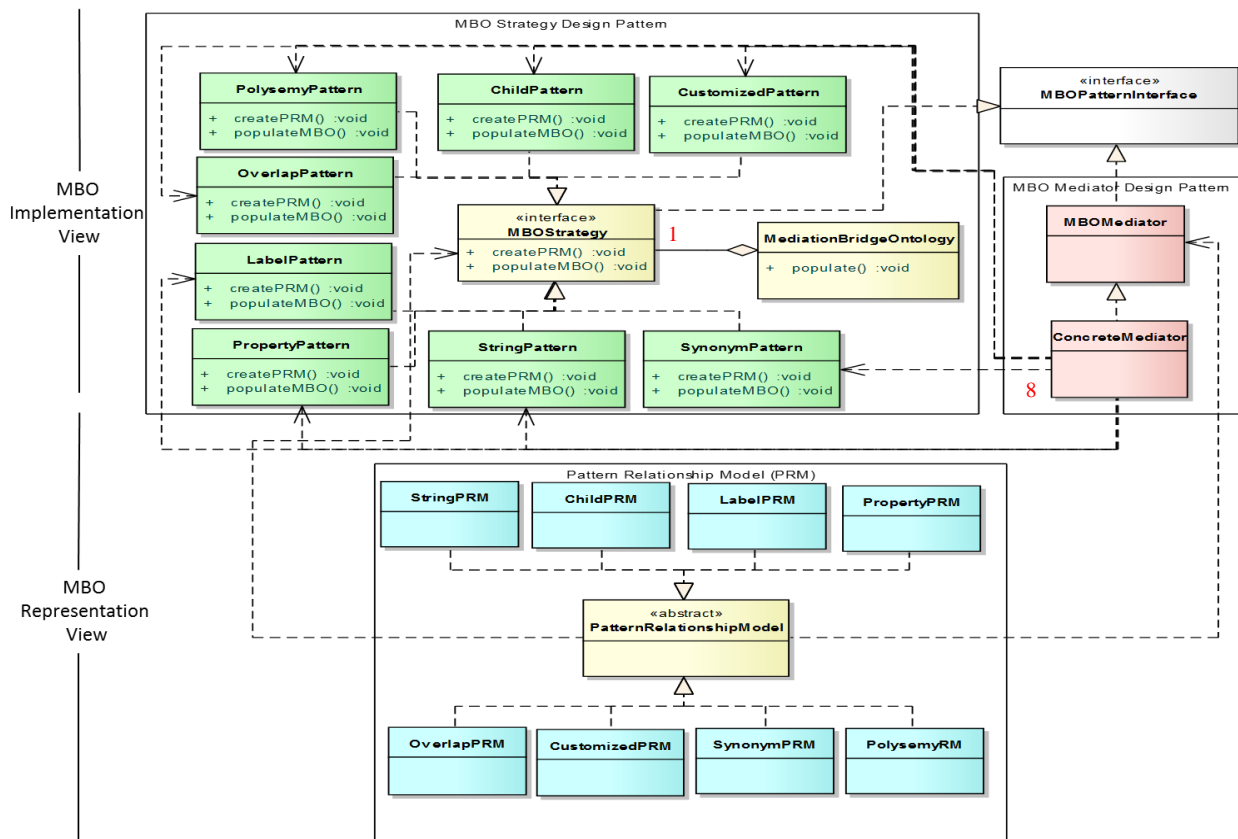 MBO Strategy Design Pattern
PolysemyPattern
+ createPRM() :void
+ populateMBO() :void
ChildPattern
+ createPRM() :void
+ populateMBO() :void
CustomizedPattern
+ createPRM() :void
+ populateMBO() :void
«interface»
MBOPatternInterface
OverlapPattern
+ createPRM() :void
+ populateMBO() :void
MBO
Implementation
View
«interface»
MBOStrategy
+ createPRM() :void
+ populateMBO() :void
1
MediationBridgeOntology
+ populate() :void
MBO Mediator Design Pattern
MBOMediator
LabelPattern
+ createPRM() :void
+ populateMBO() :void
PropertyPattern
+ createPRM() :void
+ populateMBO() :void
StringPattern
+ createPRM() :void
+ populateMBO() :void
SynonymPattern
+ createPRM() :void
+ populateMBO() :void
ConcreteMediator
8
Pattern Relationship Model (PRM)
StringPRM
ChildPRM
LabelPRM
PropertyPRM
MBO
Representation
View
«abstract»
PatternRelationshipModel
OverlapPRM
CustomizedPRM
SynonymPRM
PolysemyRM